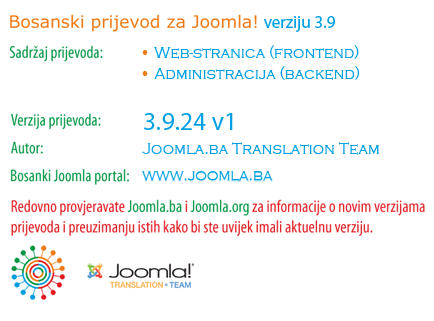 Bosanski prijevod za Joomla! verziju 3.9
Sadržaj prijevoda: • Web-stranica (frontend)
• Administracija (backend)
Verzija prijevoda: 3.9.24 v1
Autor: Joomla.ba Translation Team
Bosanki Joomla portal: www.joomla.ba
Redovno provjeravate Joomla.ba i Joomla.org za informacije o novim verzijama
prijevoda i preuzimanju istih kako bi ste uvijek imali aktuelnu verziju.
Joomla!
TRANSLATION • TEAM